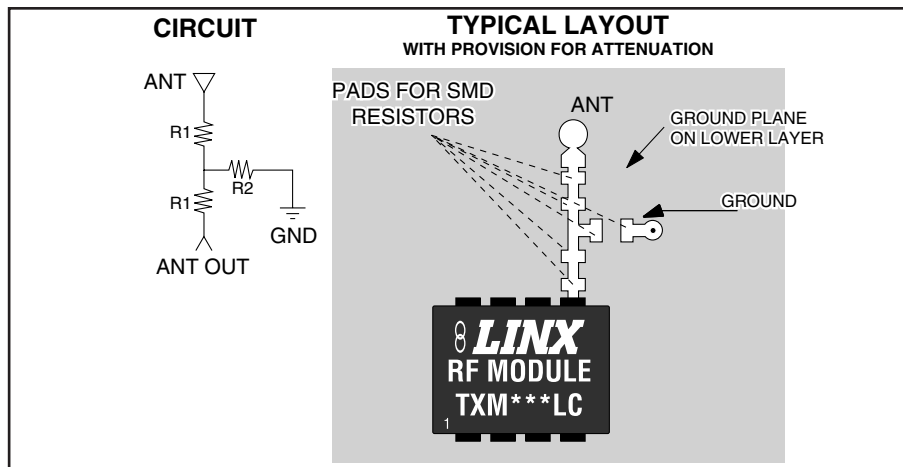 CIRCUIT
ANT
R1
R2
R1
GND
ANT OUT
TYPICAL LAYOUT
WITH PROVISION FOR ATTENUATION
PADS FOR SMD
RESISTORS
ANT
GROUND PLANE
ON LOWER LAYER
GROUND
LINX
RF MODULE
TXM***LC
1